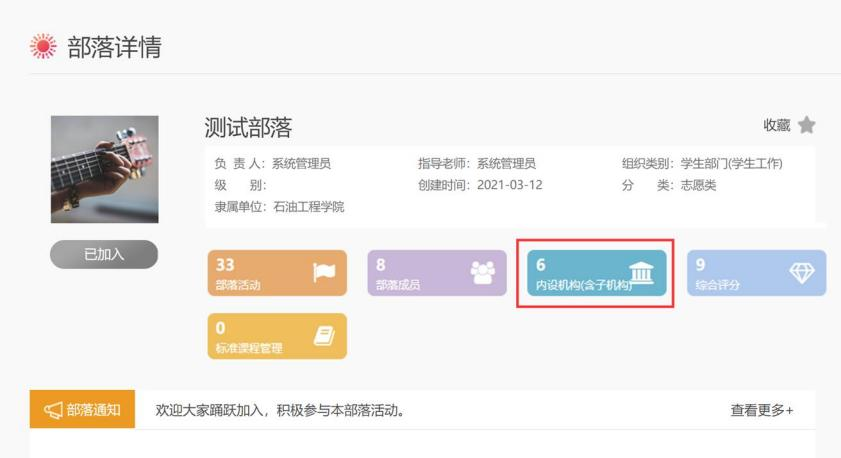 部落详情
测试部落
收藏
负 责 人：系统管理员 指导老师：系统管理员 组织类别：学生部门(学生工作)
级 别： 创建时间：2021-03-12 分 类：志愿类
隶属单位：石油工程学院
已加入
33 8 6 9
部落活动 部落成员 内设机构(含子机构) 综合评分
0
标准课程管理
部落通知 欢迎大家踊跃加入，积极参与本部落活动。 查看更多+